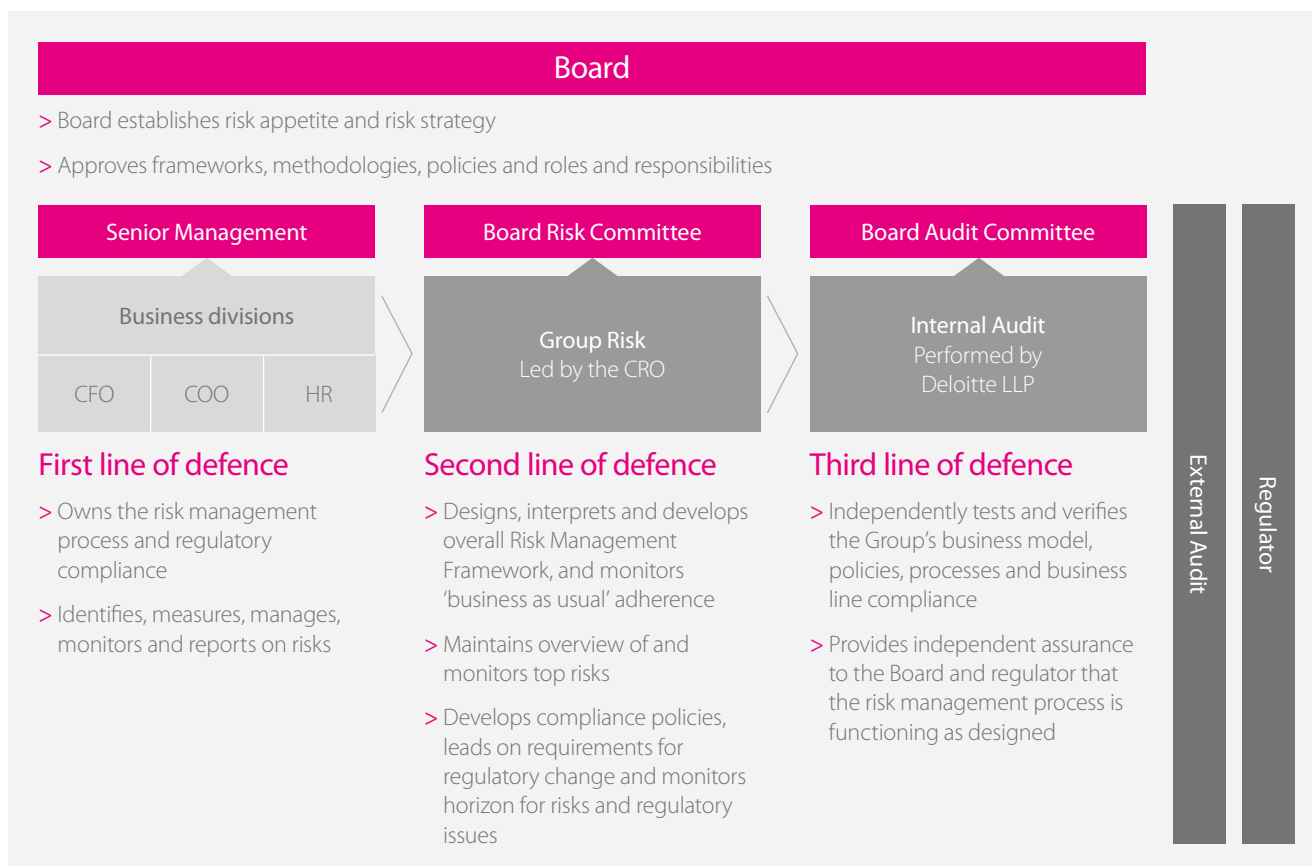 Board
> Board establishes risk appetite and risk strategy
> Approves frameworks, methodologies, policies and roles and responsibilities
Senior Management
Business divisions
CFO
COO
HR
First line of defence
> Owns the risk management
process and regulatory
compliance
> Identifies, measures, manages,
monitors and reports on risks
Board Risk Committee
Group Risk
Led by the CRO
Second line of defence
> Designs, interprets and develops
overall Risk Management
Framework, and monitors
‘business as usual’ adherence
> Maintains overview of and
monitors top risks
> Develops compliance policies,
leads on requirements for
regulatory change and monitors
horizon for risks and regulatory
issues
Board Audit Committee
Internal Audit
Performed by
Deloitte LLP
Third line of defence
> Independently tests and verifies
the Group’s business model,
policies, processes and business
line compliance
> Provides independent assurance
to the Board and regulator that
the risk management process is
functioning as designed
External Audit
Regulator